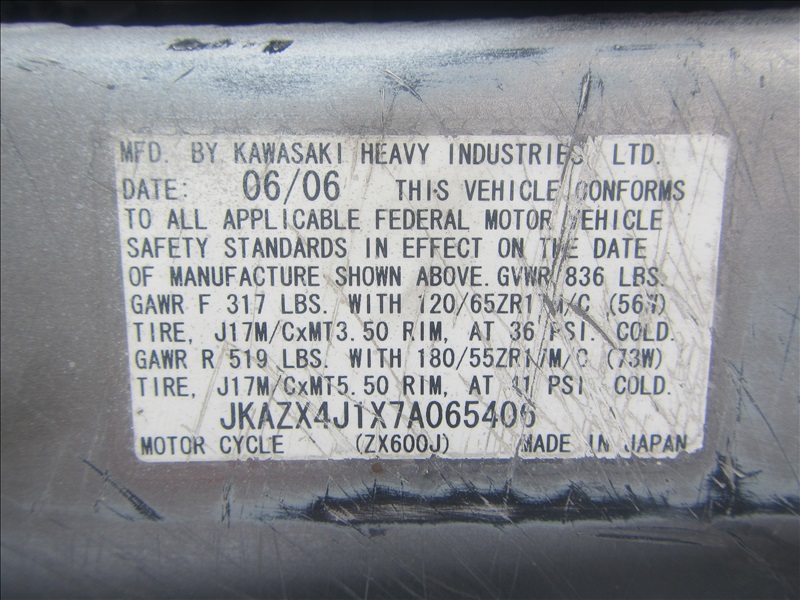 MFD. BY KAWASAKI HEAVY INDUSTRIES LTD.
DATE: 06/06 THIS VEHICLE CONFORMS
TO ALL APPLICABLE FEDERAL MOTOR VEHICLE
SAFETY STANDARDS IN EFFECT ON THE DATE
OF MANUFACTURE SHOWN ABOVE. GVWR 836 LBS.
GAWR F 317 LBS. WITH 120/65ZR17M/C (56W)
TIRE, J17M/CxMT3.50 RIM, AT 36 PSI. COLD.
GAWR R 519 LBS. WITH 180/55ZR17M/C (73W)
TIRE, J17M/CxMT5.50 RIM, AT 41 PSI COLD.
JKAZX4J1X7A065406
MOTOR CYCLE (ZX600J) MADE IN JAPAN